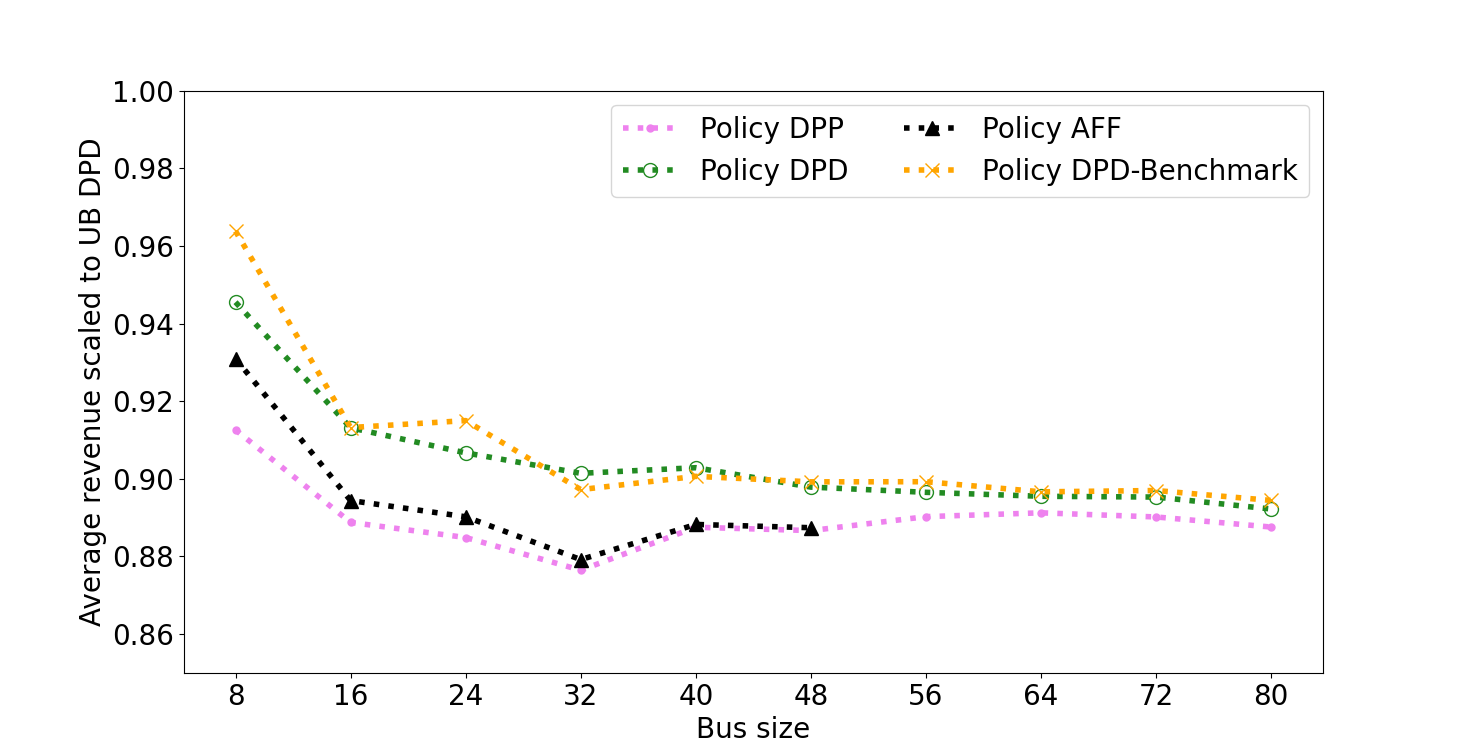 Average revenue scaled to UB DPD
1.00
0.98
0.96
0.94
0.92
0.90
0.88
0.86
Policy DPP
Policy DPD
Policy AFF
Policy DPD-Benchmark
8 16 24 32 40 48 56 64 72 80
Bus size